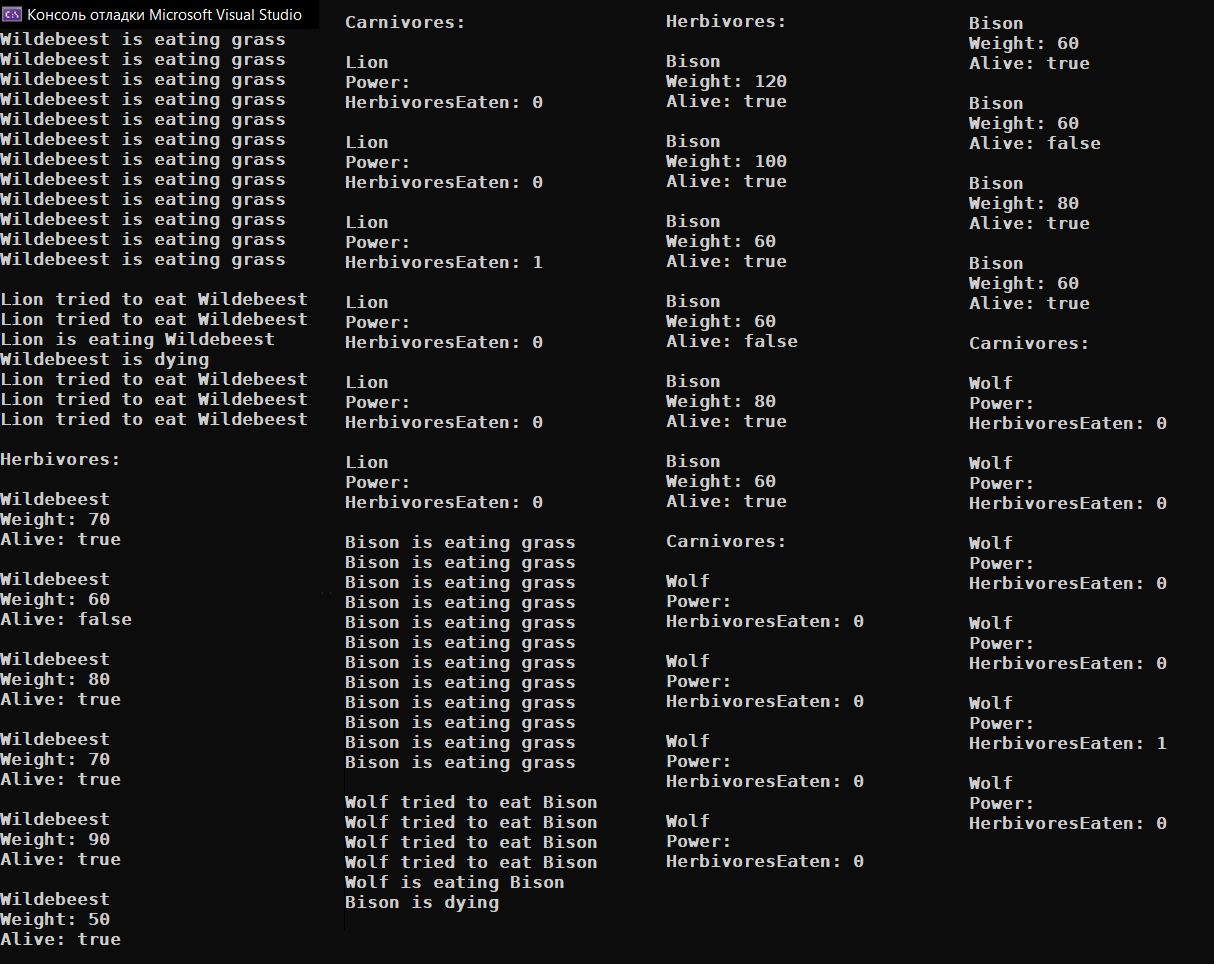 Консоль отладки Microsoft Visual Studio
Wildebeest is eating grass
Wildebeest is eating grass
Wildebeest is eating grass
Wildebeest is eating grass
Wildebeest is eating grass
Wildebeest is eating grass
Wildebeest is eating grass
Wildebeest is eating grass
Wildebeest is eating grass
Wildebeest is eating grass
Wildebeest is eating grass
Wildebeest is eating grass
Lion tried to eat Wildebeest
Lion tried to eat Wildebeest
Lion is eating Wildebeest
Wildebeest is dying
Lion tried to eat Wildebeest
Lion tried to eat Wildebeest
Lion tried to eat Wildebeest
Herbivores:
Wildebeest
Weight: 70
Alive: true
Wildebeest
Weight: 60
Alive: false
Wildebeest
Weight: 80
Alive: true
Wildebeest
Weight: 70
Alive: true
Wildebeest
Weight: 90
Alive: true
Wildebeest
Weight: 50
Alive: true
Carnivores:
Lion
Power:
HerbivoresEaten: 0
Lion
Power:
HerbivoresEaten: 0
Lion
Power:
HerbivoresEaten: 1
Lion
Power:
HerbivoresEaten: 0
Lion
Power:
HerbivoresEaten: 0
Lion
Power:
HerbivoresEaten: 0
Bison is eating grass
Bison is eating grass
Bison is eating grass
Bison is eating grass
Bison is eating grass
Bison is eating grass
Bison is eating grass
Bison is eating grass
Bison is eating grass
Bison is eating grass
Bison is eating grass
Bison is eating grass
Wolf tried to eat Bison
Wolf tried to eat Bison
Wolf tried to eat Bison
Wolf tried to eat Bison
Wolf is eating Bison
Bison is dying
Herbivores:
Bison
Weight: 120
Alive: true
Bison
Weight: 100
Alive: true
Bison
Weight: 60
Alive: true
Bison
Weight: 60
Alive: false
Bison
Weight: 80
Alive: true
Bison
Weight: 60
Alive: true
Carnivores:
Wolf
Power:
HerbivoresEaten: 0
Wolf
Power:
HerbivoresEaten: 0
Wolf
Power:
HerbivoresEaten: 0
Wolf
Power:
HerbivoresEaten: 0
Bison
Weight: 60
Alive: true
Bison
Weight: 60
Alive: false
Bison
Weight: 80
Alive: true
Bison
Weight: 60
Alive: true
Carnivores:
Wolf
Power:
HerbivoresEaten: 0
Wolf
Power:
HerbivoresEaten: 0
Wolf
Power:
HerbivoresEaten: 0
Wolf
Power:
HerbivoresEaten: 0
Wolf
Power:
HerbivoresEaten: 1
Wolf
Power:
HerbivoresEaten: 0